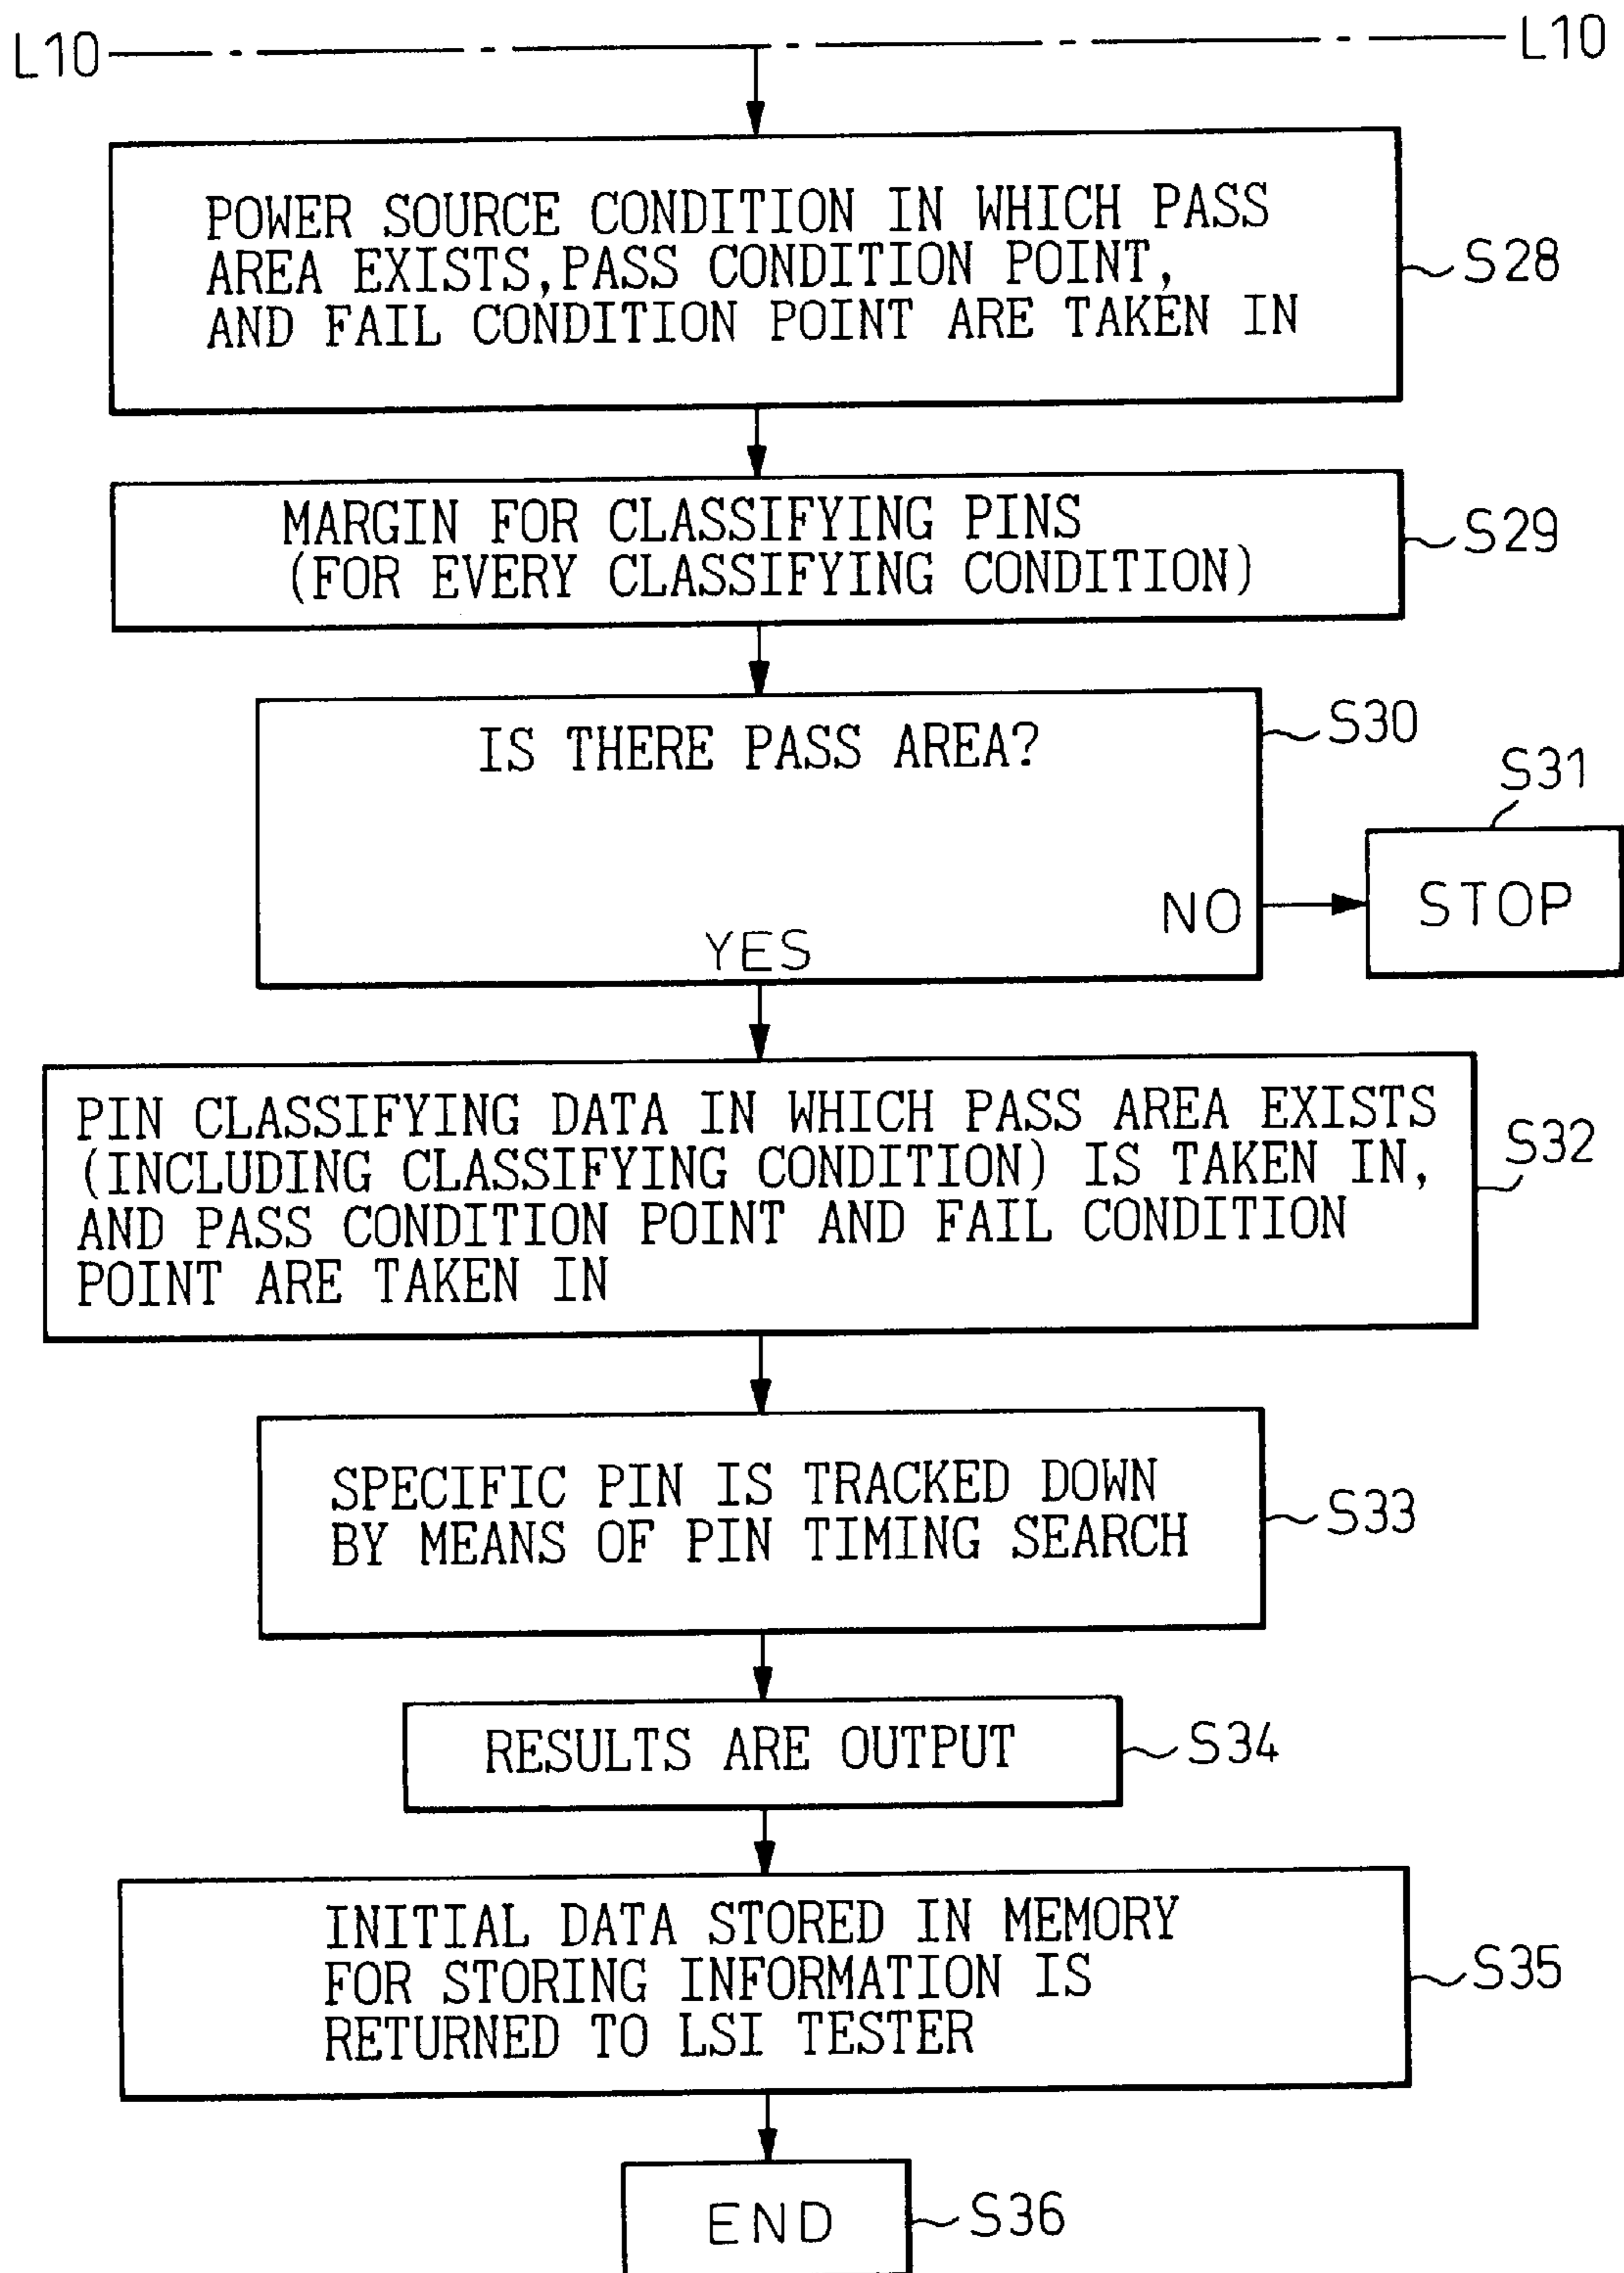 L10
L10
POWER SOURCE CONDITION IN WHICH PASS
AREA EXISTS, PASS CONDITION POINT,
AND FAIL CONDITION POINT ARE TAKEN IN
S28
MARGIN FOR CLASSIFYING PINS
(FOR EVERY CLASSIFYING CONDITION)
S29
IS THERE PASS AREA?
S30
NO
YES
S31
STOP
PIN CLASSIFYING DATA IN WHICH PASS AREA EXISTS
(INCLUDING CLASSIFYING CONDITION) IS TAKEN IN,
AND PASS CONDITION POINT AND FAIL CONDITION
POINT ARE TAKEN IN
S32
SPECIFIC PIN IS TRACKED DOWN
BY MEANS OF PIN TIMING SEARCH
S33
RESULTS ARE OUTPUT
S34
INITIAL DATA STORED IN MEMORY
FOR STORING INFORMATION IS
RETURNED TO LSI TESTER
S35
END
S36